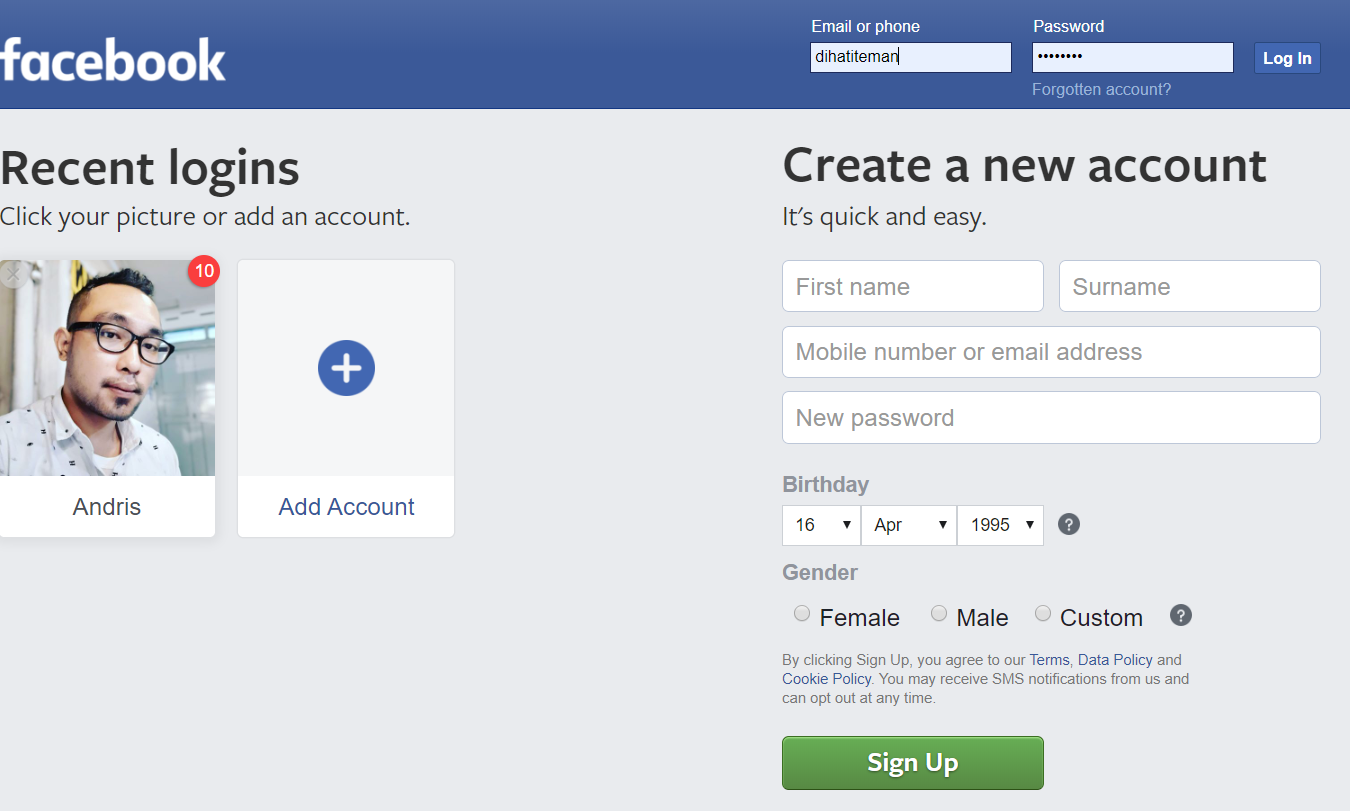 facebook
Email or phone
Password
dihatiteman
••••••••
Log In
Forgotten account?
Recent logins
Click your picture or add an account.
10
Andris
Add Account
Create a new account
It's quick and easy.
First name
Surname
Mobile number or email address
New password
Birthday
16
Apr
1995
?
Gender
Female
Male
Custom
?
By clicking Sign Up, you agree to our Terms, Data Policy and
Cookie Policy. You may receive SMS notifications from us and
can opt out at any time.
Sign Up